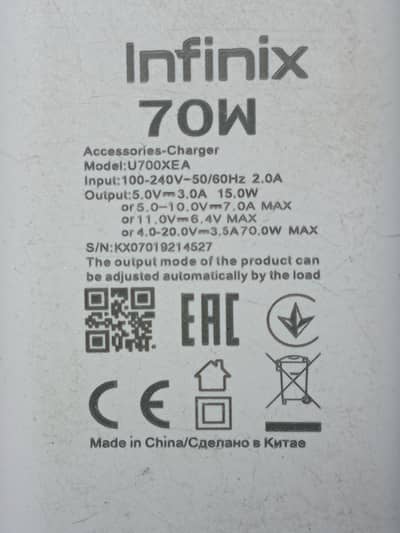 Infinix
70W
Accessories-Charger
Model:U700XEA
Input:100-240V~50/60Hz 2.0A
Output:5.0V⎓3.0A 15.0W
or 5.0-10.0V⎓7.0A MAX
or 11.0V⎓6.4V MAX
or 4.0-20.0V⎓3.5A70.0W MAX
S/N:KX07019214527
The output mode of the product can
be adjusted automatically by the load
EAC
CE
Made in China/Сделано в Китае